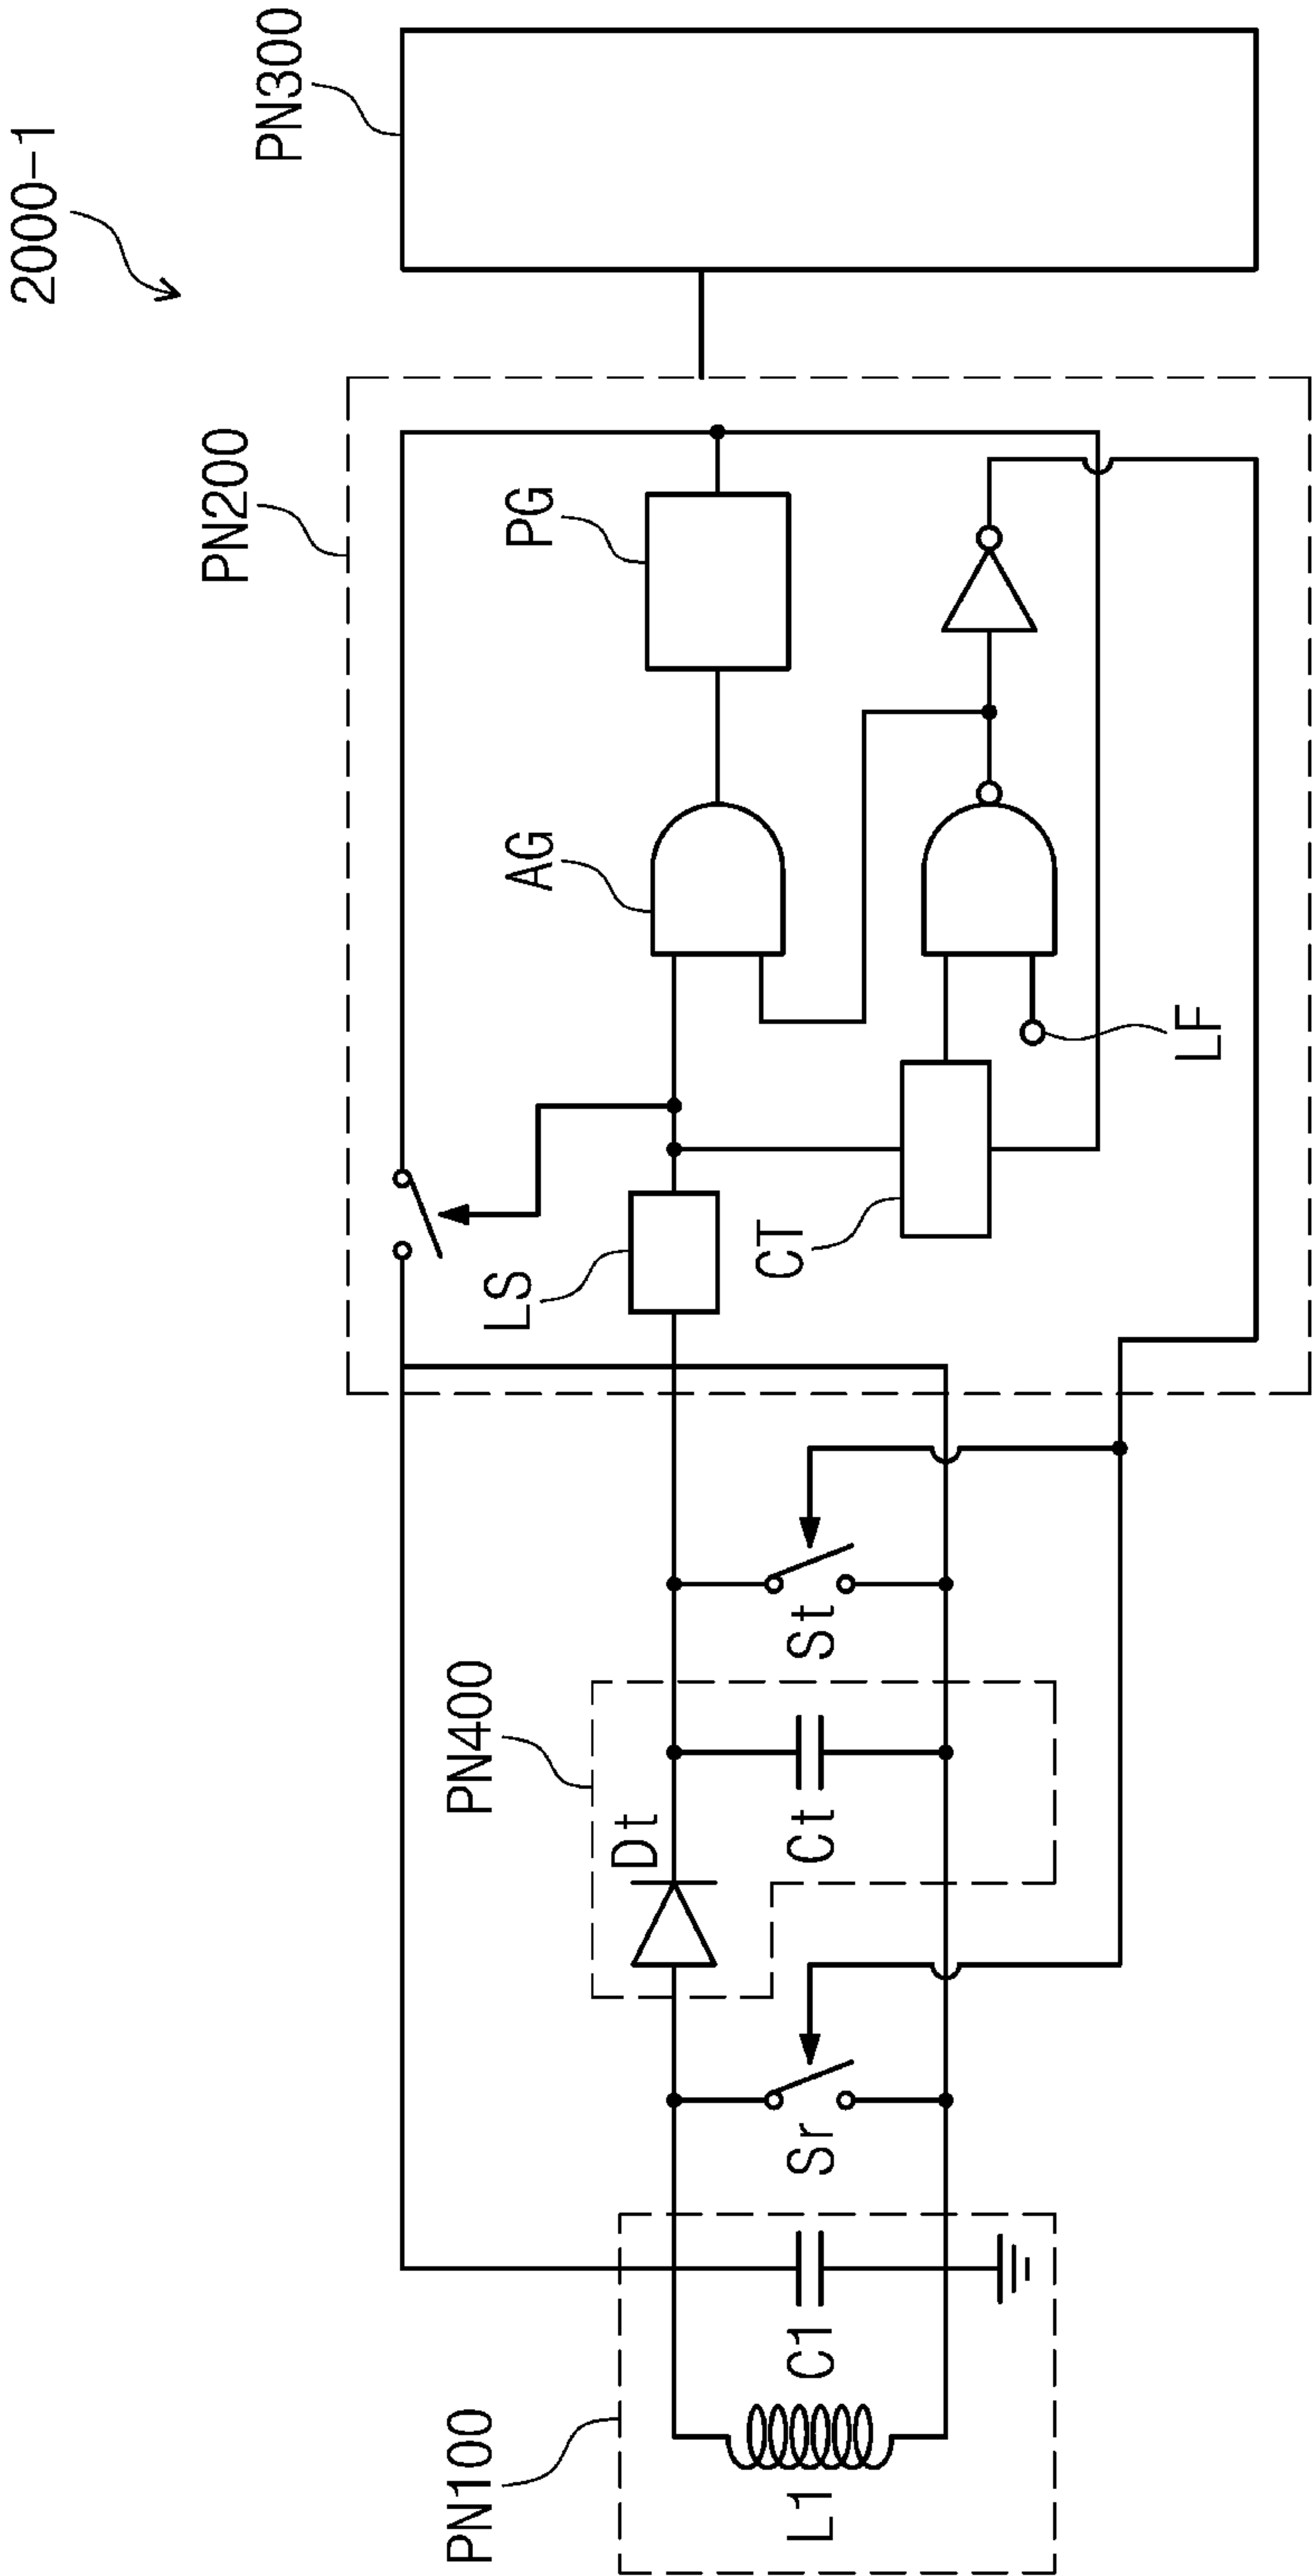 2000-1
PN300
PN200
PG
AG
LF
CT
LS
PN400
St
Dt
Ct
Sr
PN100
C1
L1